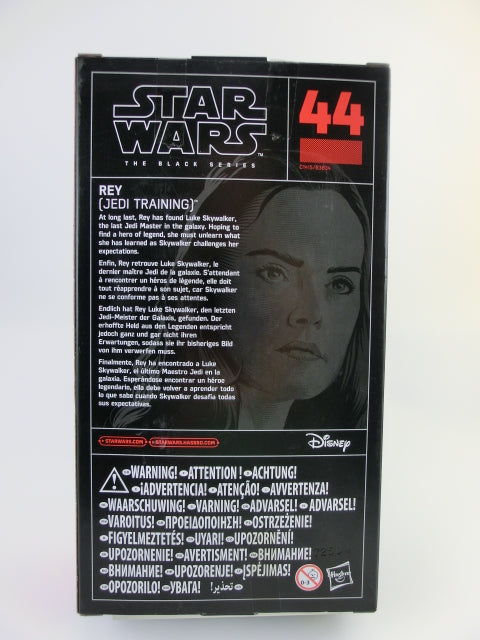 STAR
WARS™
THE BLACK SERIES
44
C1415/B3834
REY
(JEDI TRAINING)™
At long last, Rey has found Luke Skywalker,
the last Jedi Master in the galaxy. Hoping to
find a hero of legend, she must unlearn what
she has learned as Skywalker challenges her
expectations.
Enfin, Rey retrouve Luke Skywalker, le
dernier maître Jedi de la galaxie. S'attendant
à rencontrer un héros de légende, elle doit
tout réapprendre à son sujet, car Skywalker
ne se conforme pas à ses attentes.
Endlich hat Rey Luke Skywalker, den letzten
Jedi-Meister der Galaxis, gefunden. Der
erhoffte Held aus den Legenden entspricht
jedoch ganz und gar nicht ihren
Erwartungen, sodass sie ihr bisheriges Bild
von ihm verwerfen muss.
Finalmente, Rey ha encontrado a Luke
Skywalker, el último Maestro Jedi en la
galaxia. Esperándose encontrar un héroe
legendario, ella debe volver a aprender todo
lo que sabe cuando Skywalker desafía todas
sus expectativas.
STARWARS.COM STARWARS.HASBRO.COM
Disney
WARNING! ATTENTION! ACHTUNG!
¡ADVERTENCIA! ATENÇÃO! AVVERTENZA!
WAARSCHUWING! VARNING! ADVARSEL! ADVARSEL!
VAROITUS! ΠΡΟΕΙΔΟΠΟΙΗΣΗ! OSTRZEŻENIE!
FIGYELMEZTETÉS! UYARI! UPOZORNĚNÍ!
UPOZORNENIE! AVERTISMENT! ВНИМАНИЕ!
ВНИМАНИЕ! UPOZORENJE! ĮSPĖJIMAS!
OPOZORILO! УВАГА! تحذير!
0-3
Hasbro